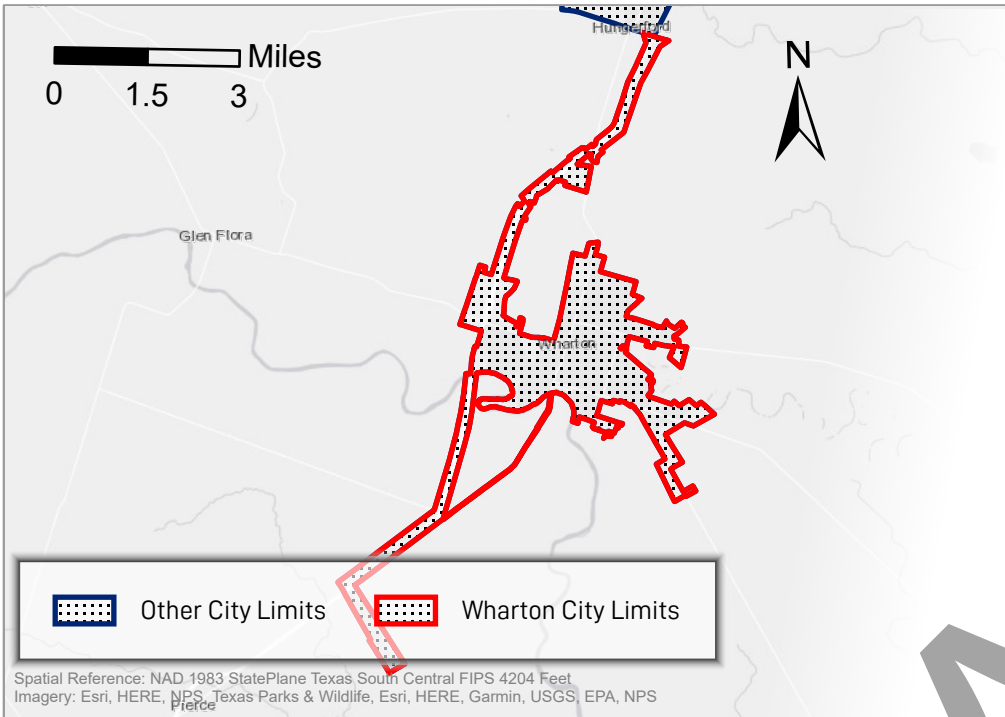 Hungerford
Miles
0 1.5 3
N
Glen Flora
Wharton
Other City Limits
Wharton City Limits
Spatial Reference: NAD 1983 StatePlane Texas South Central FIPS 4204 Feet
Imagery: Esri, HERE, NPS, Texas Parks & Wildlife, Esri, HERE, Garmin, USGS, EPA, NPS
Pierce